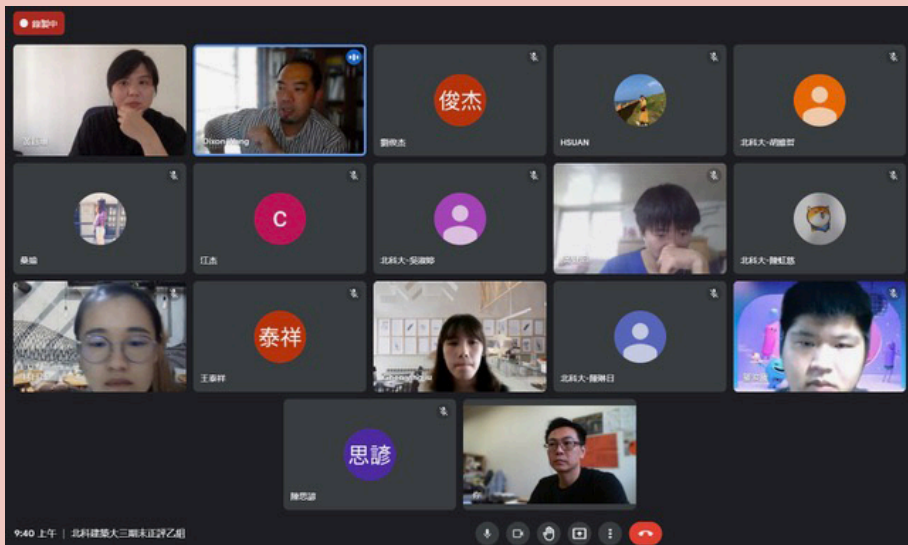 錄製中
Dixon Wang
俊杰
劉俊杰
HSUAN
北科大-胡維哲
桑瑜
C
江杰
北科大-吳淑婷
北科大-陳虹慈
泰祥
王泰祥
北科大-陳琳日
思諺
陳思諺
你
9:40 上午 | 北科建築大三期末正評乙組